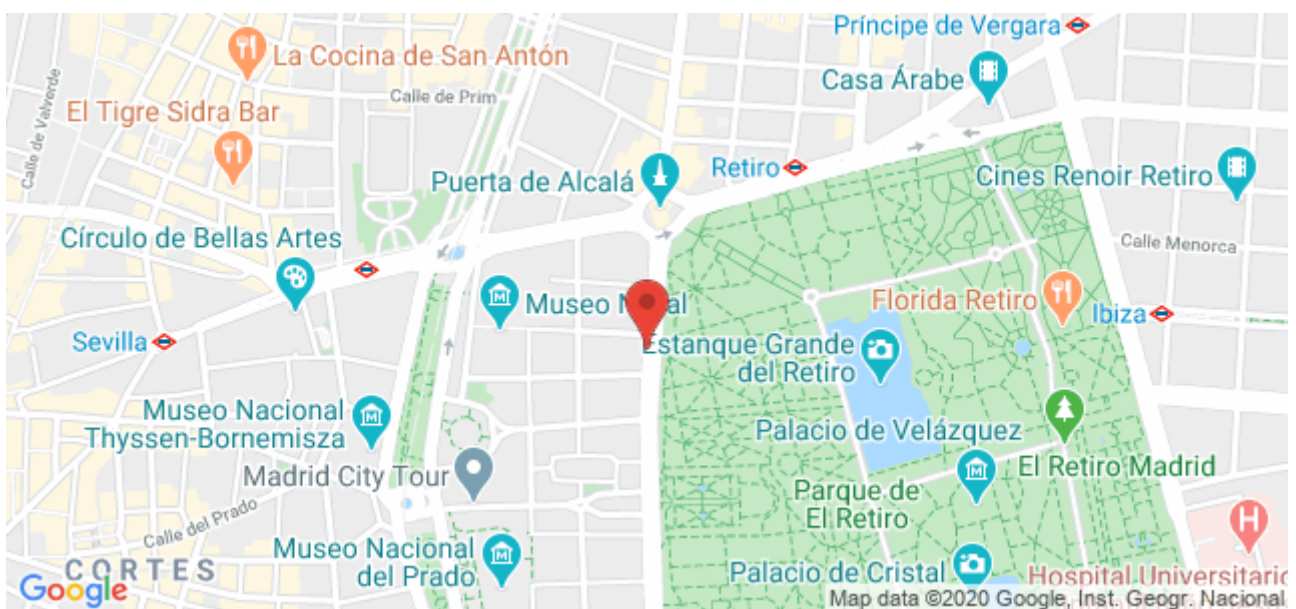 Príncipe de Vergara
La Cocina de San Antón
Casa Árabe
Calle de Valverde
Calle de Prim
El Tigre Sidra Bar
Retiro
Puerta de Alcalá
Cines Renoir Retiro
Círculo de Bellas Artes
Calle Menorca
Museo N
Florida Retiro
Ibiza
Sevilla
Estanque Grande
del Retiro
Museo Nacional
Thyssen-Bornemisza
Palacio de Velázquez
Madrid City Tour
El Retiro Madrid
Parque de
El Retiro
Calle del Prado
H
Museo Nacional
del Prado
CORTES
Palacio de Cristal
Hospital Universitario
Google
Map data ©2020 Google, Inst. Geogr. Nacional